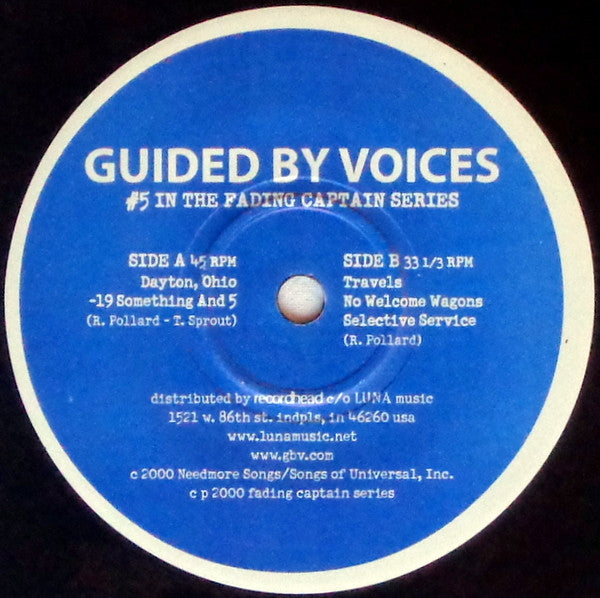 GUIDED BY VOICES
#5 IN THE FADING CAPTAIN SERIES
SIDE A 45 RPM
Dayton, Ohio
-19 Something And 5
(R. Pollard - T. Sprout)
SIDE B 33 1/3 RPM
Travels
No Welcome Wagons
Selective Service
(R. Pollard)
distributed by recordhead c/o LUNA music
1521 w. 86th st. indpls, in 46260 usa
www.lunamusic.net
www.gbv.com
c 2000 Needmore Songs/Songs of Universal, Inc.
c p 2000 fading captain series